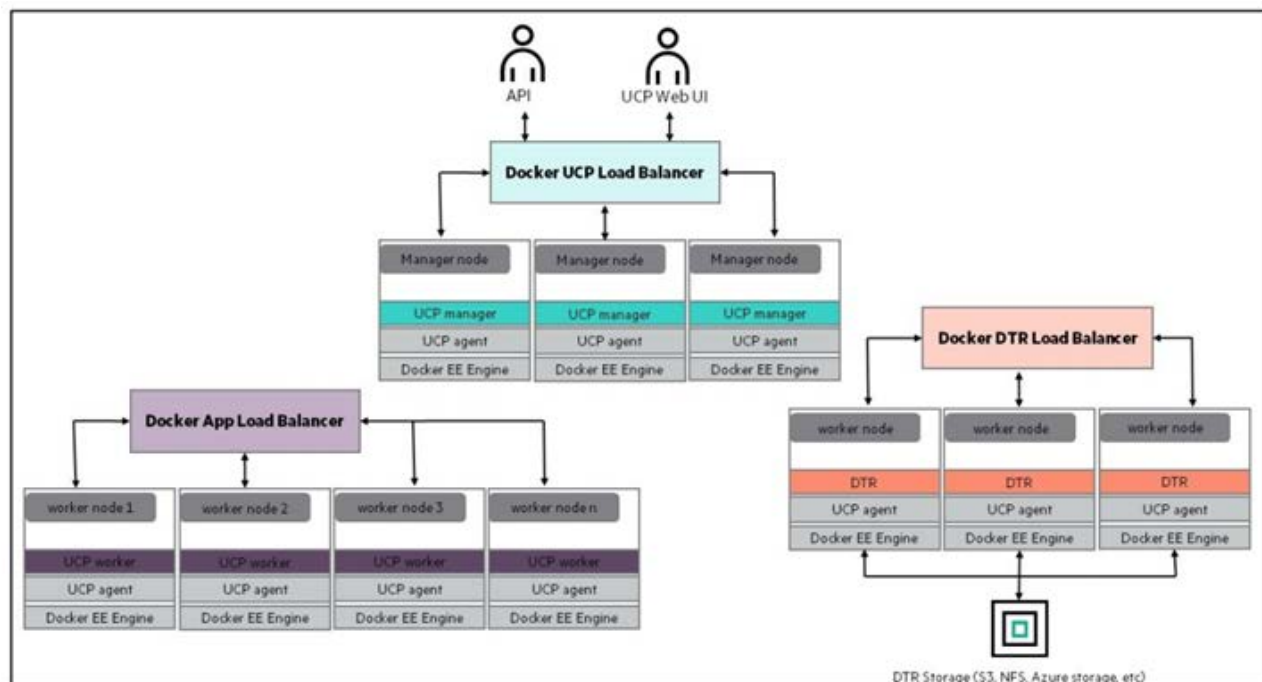 API
UCP Web UI
Docker UCP Load Balancer
Manager node
Manager node
Manager node
UCP manager
UCP manager
UCP manager
UCP agent
UCP agent
UCP agent
Docker EE Engine
Docker EE Engine
Docker EE Engine
Docker DTR Load Balancer
worker node
worker node
worker node
DTR
DTR
DTR
UCP agent
UCP agent
UCP agent
Docker EE Engine
Docker EE Engine
Docker EE Engine
DTR Storage (S3, NFS, Azure storage, etc)
Docker App Load Balancer
worker node 1
worker node 2
worker node 3
worker node n
UCP worker
UCP worker
UCP worker
UCP worker
UCP agent
UCP agent
UCP agent
UCP agent
Docker EE Engine
Docker EE Engine
Docker EE Engine
Docker EE Engine